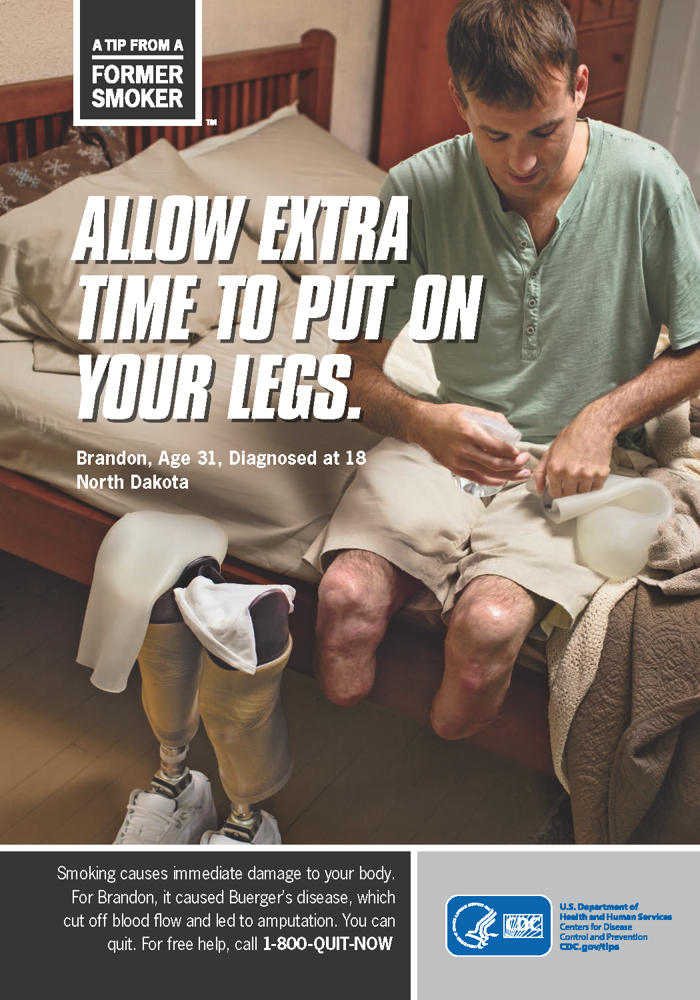 A TIP FROM A
FORMER
SMOKER
™
ALLOW EXTRA
TIME TO PUT ON
YOUR LEGS.
Brandon, Age 31, Diagnosed at 18
North Dakota
Smoking causes immediate damage to your body.
For Brandon, it caused Buerger's disease, which
cut off blood flow and led to amputation. You can
quit. For free help, call 1-800-QUIT-NOW
CDC
U.S. Department of
Health and Human Services
Centers for Disease
Control and Prevention
CDC.gov/tips